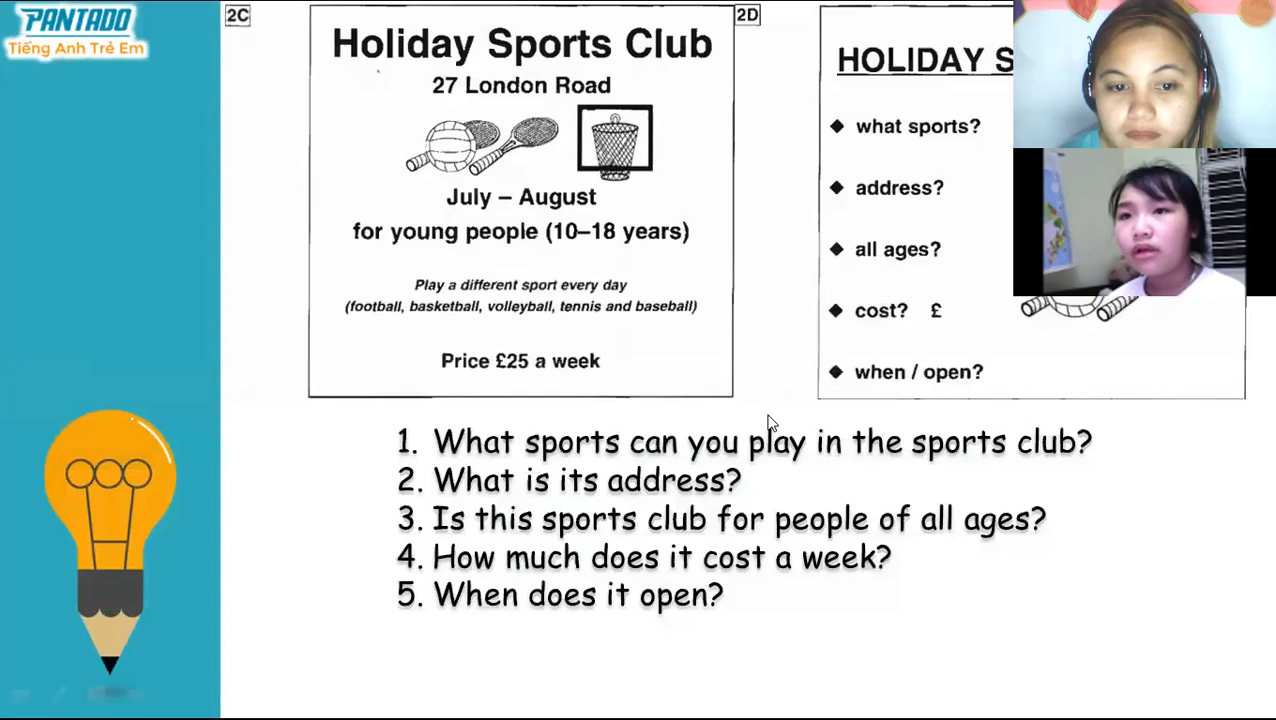 PANTADO
Tiếng Anh Trẻ Em
2C
Holiday Sports Club
27 London Road
July – August
for young people (10–18 years)
Play a different sport every day
(football, basketball, volleyball, tennis and baseball)
Price £25 a week
2D
HOLIDAY S
◆ what sports?
◆ address?
◆ all ages?
◆ cost? £
◆ when / open?
1. What sports can you play in the sports club?
2. What is its address?
3. Is this sports club for people of all ages?
4. How much does it cost a week?
5. When does it open?